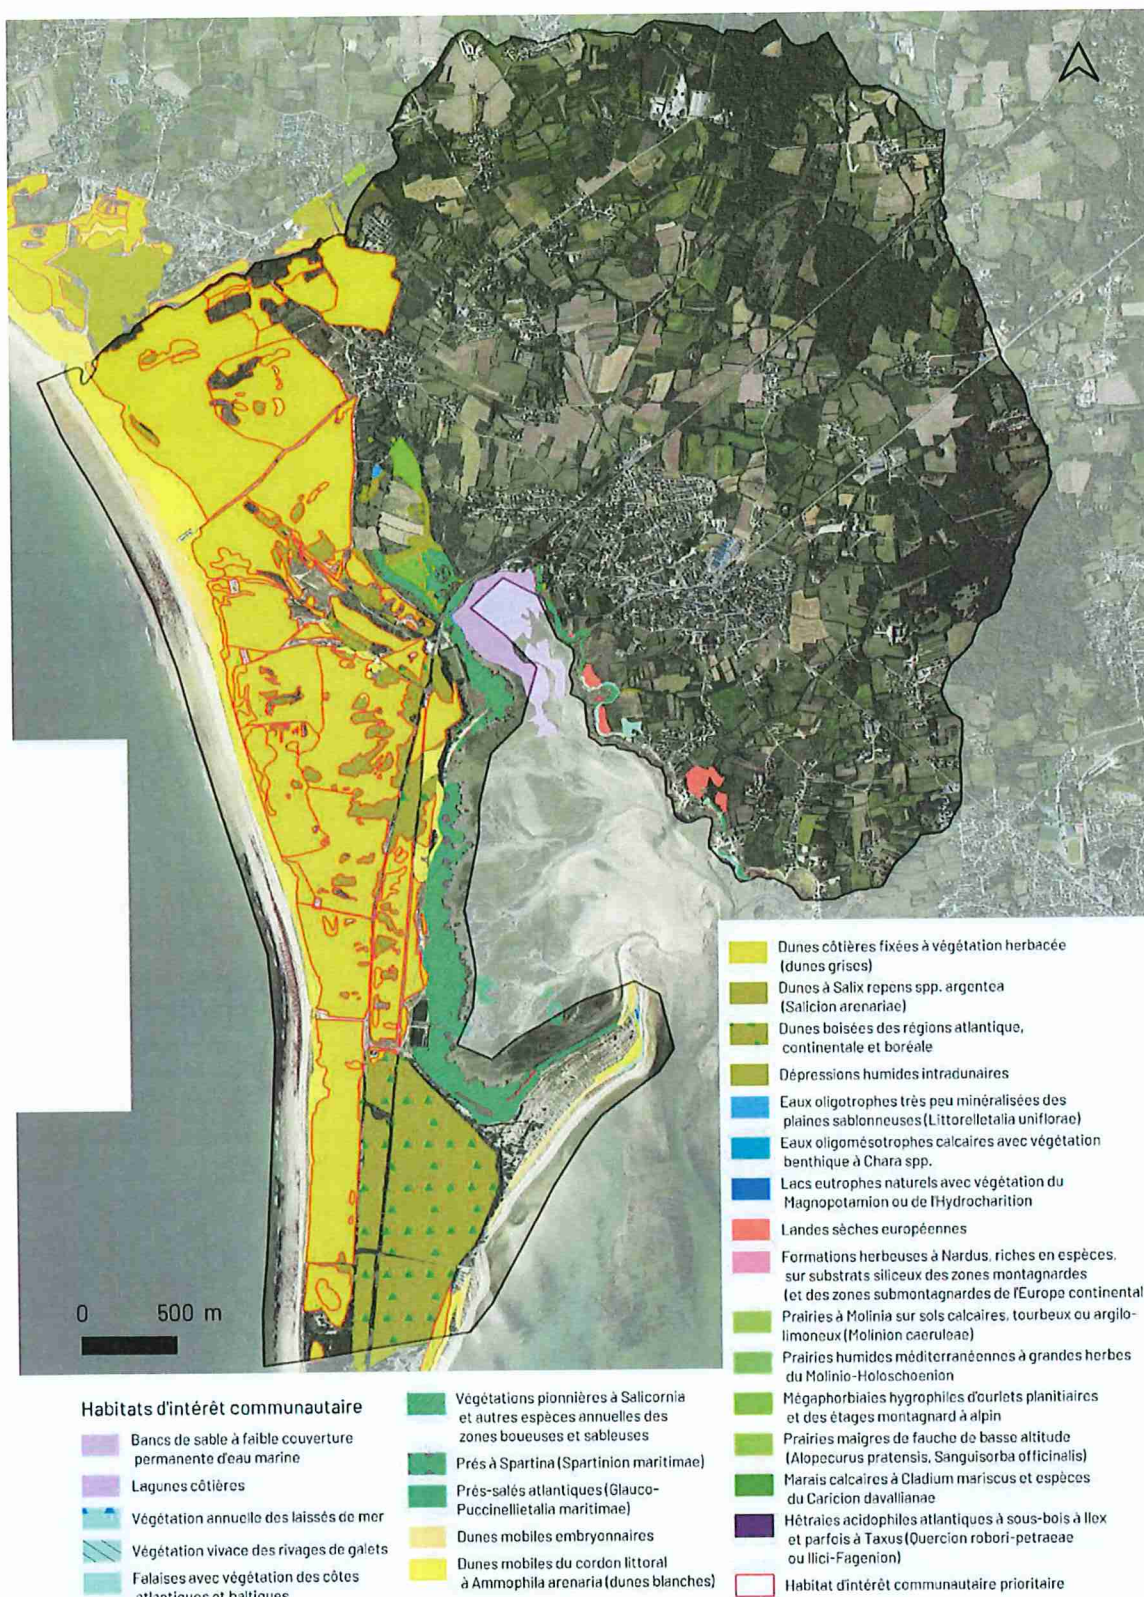 0 500 m
Habitats d'intérêt communautaire
Bancs de sable à faible couverture
permanente d'eau marine
Lagunes côtières
Végétation annuelle des laissés de mer
Végétation vivace des rivages de galets
Falaises avec végétation des côtes
atlantiques et baltiques
Végétations pionnières à Salicornia
et autres espèces annuelles des
zones boueuses et sableuses
Prés à Spartina (Spartinion maritimae)
Prés-salés atlantiques (Glauco-
Puccinellietalia maritimae)
Dunes mobiles embryonnaires
Dunes mobiles du cordon littoral
à Ammophila arenaria (dunes blanches)
Dunes côtières fixées à végétation herbacée
(dunes grises)
Dunes à Salix repens spp. argentea
(Salicion arenariae)
Dunes boisées des régions atlantique,
continentale et boréale
Dépressions humides intradunaires
Eaux oligotrophes très peu minéralisées des
plaines sablonneuses (Littorelletalia uniflorae)
Eaux oligomésotrophes calcaires avec végétation
benthique à Chara spp.
Lacs eutrophes naturels avec végétation du
Magnopotamion ou de l'Hydrocharition
Landes sèches européennes
Formations herbeuses à Nardus, riches en espèces,
sur substrats siliceux des zones montagnardes
(et des zones submontagnardes de l'Europe continental
Prairies à Molinia sur sols calcaires, tourbeux ou argilo-
limoneux (Molinion caeruleae)
Prairies humides méditerranéennes à grandes herbes
du Molinio-Holoschoenion
Mégaphorbiaies hygrophiles d'ourlets planitiaires
et des étages montagnard à alpin
Prairies maigres de fauche de basse altitude
(Alopecurus pratensis, Sanguisorba officinalis)
Marais calcaires à Cladium mariscus et espèces
du Caricion davallianae
Hêtraies acidophiles atlantiques à sous-bois à Ilex
et parfois à Taxus (Quercion robori-petraeae
ou Ilici-Fagenion)
Habitat d'intérêt communautaire prioritaire